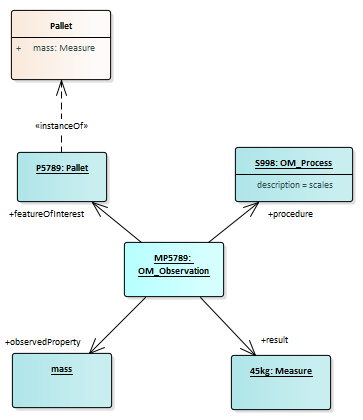 Pallet
+ mass: Measure
«instanceOf»
P5789: Pallet
S998: OM_Process
description = scales
+featureOfInterest
+procedure
MP5789:
OM_Observation
+observedProperty
+result
mass
45kg: Measure